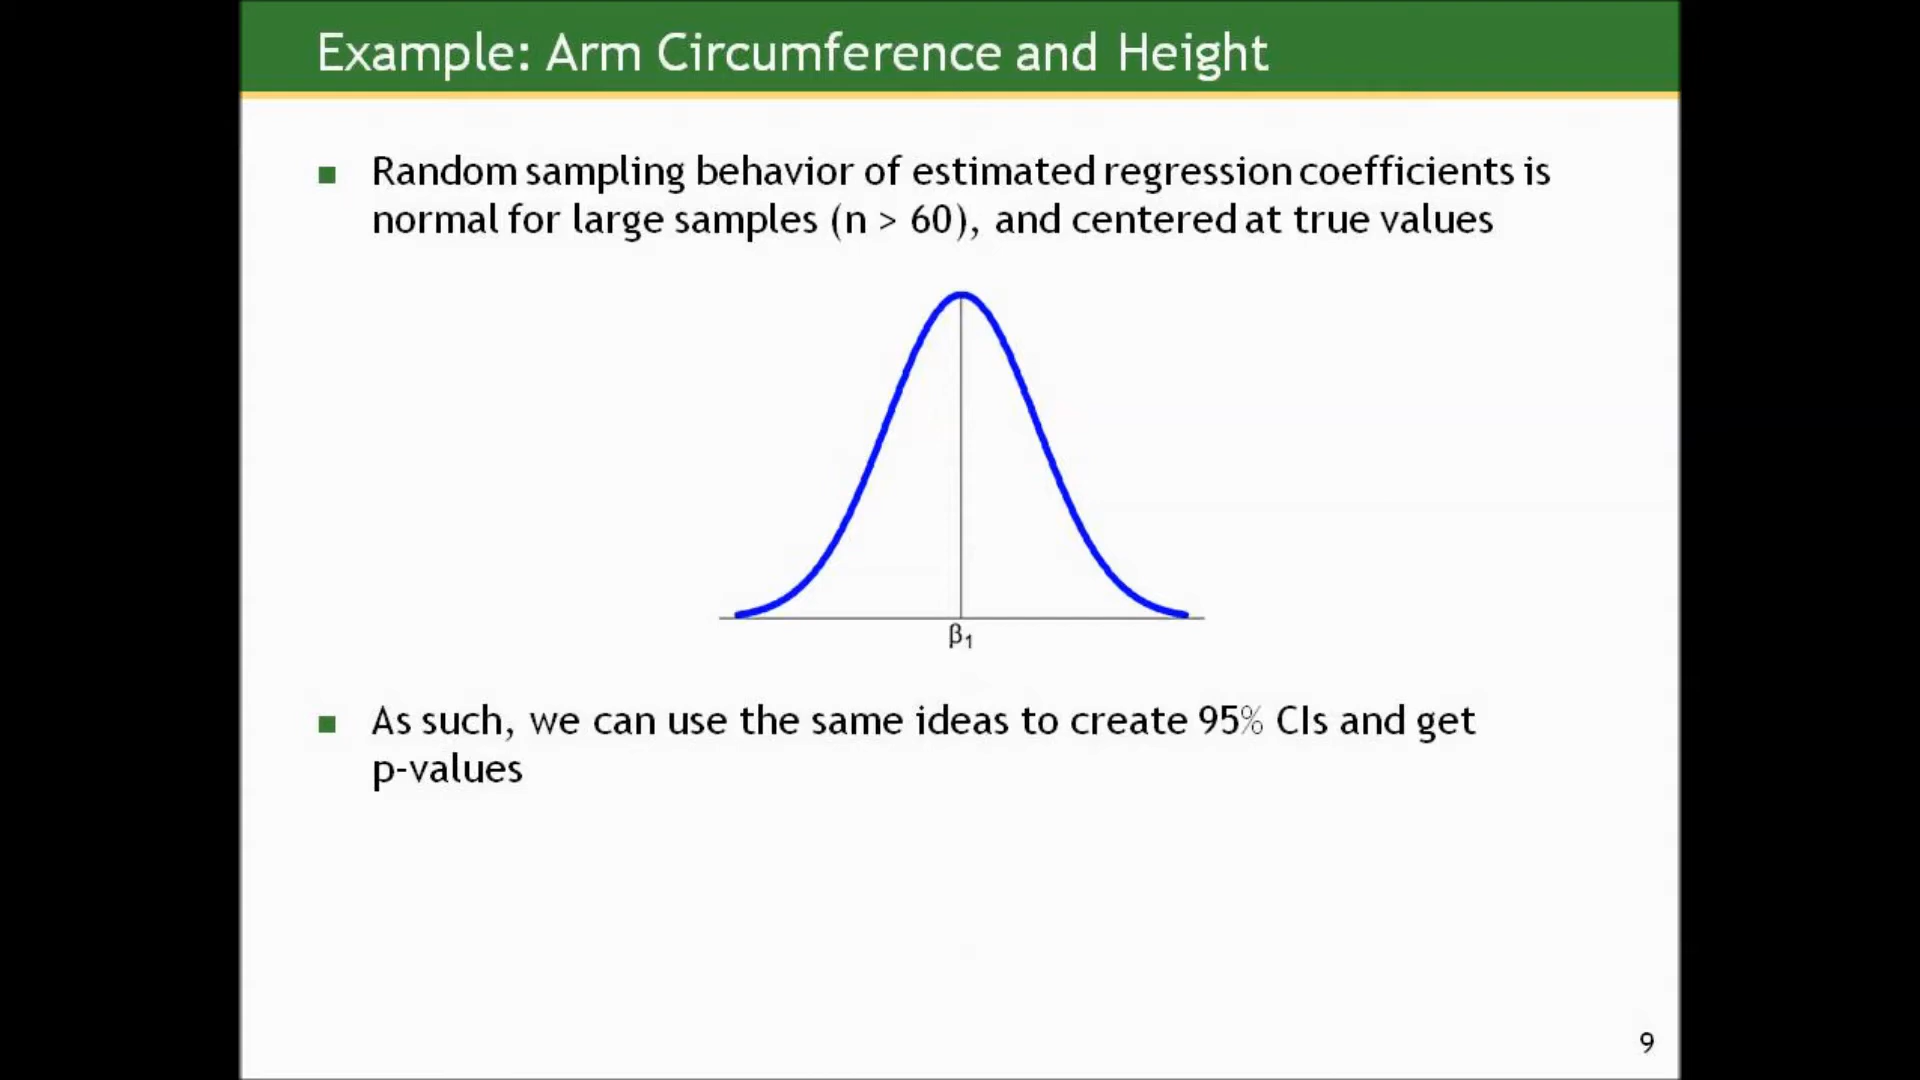 Example: Arm Circumference and Height
Random sampling behavior of estimated regression coefficients is
normal for large samples (n > 60), and centered at true values
β₁
As such, we can use the same ideas to create 95% CIs and get
p-values
9